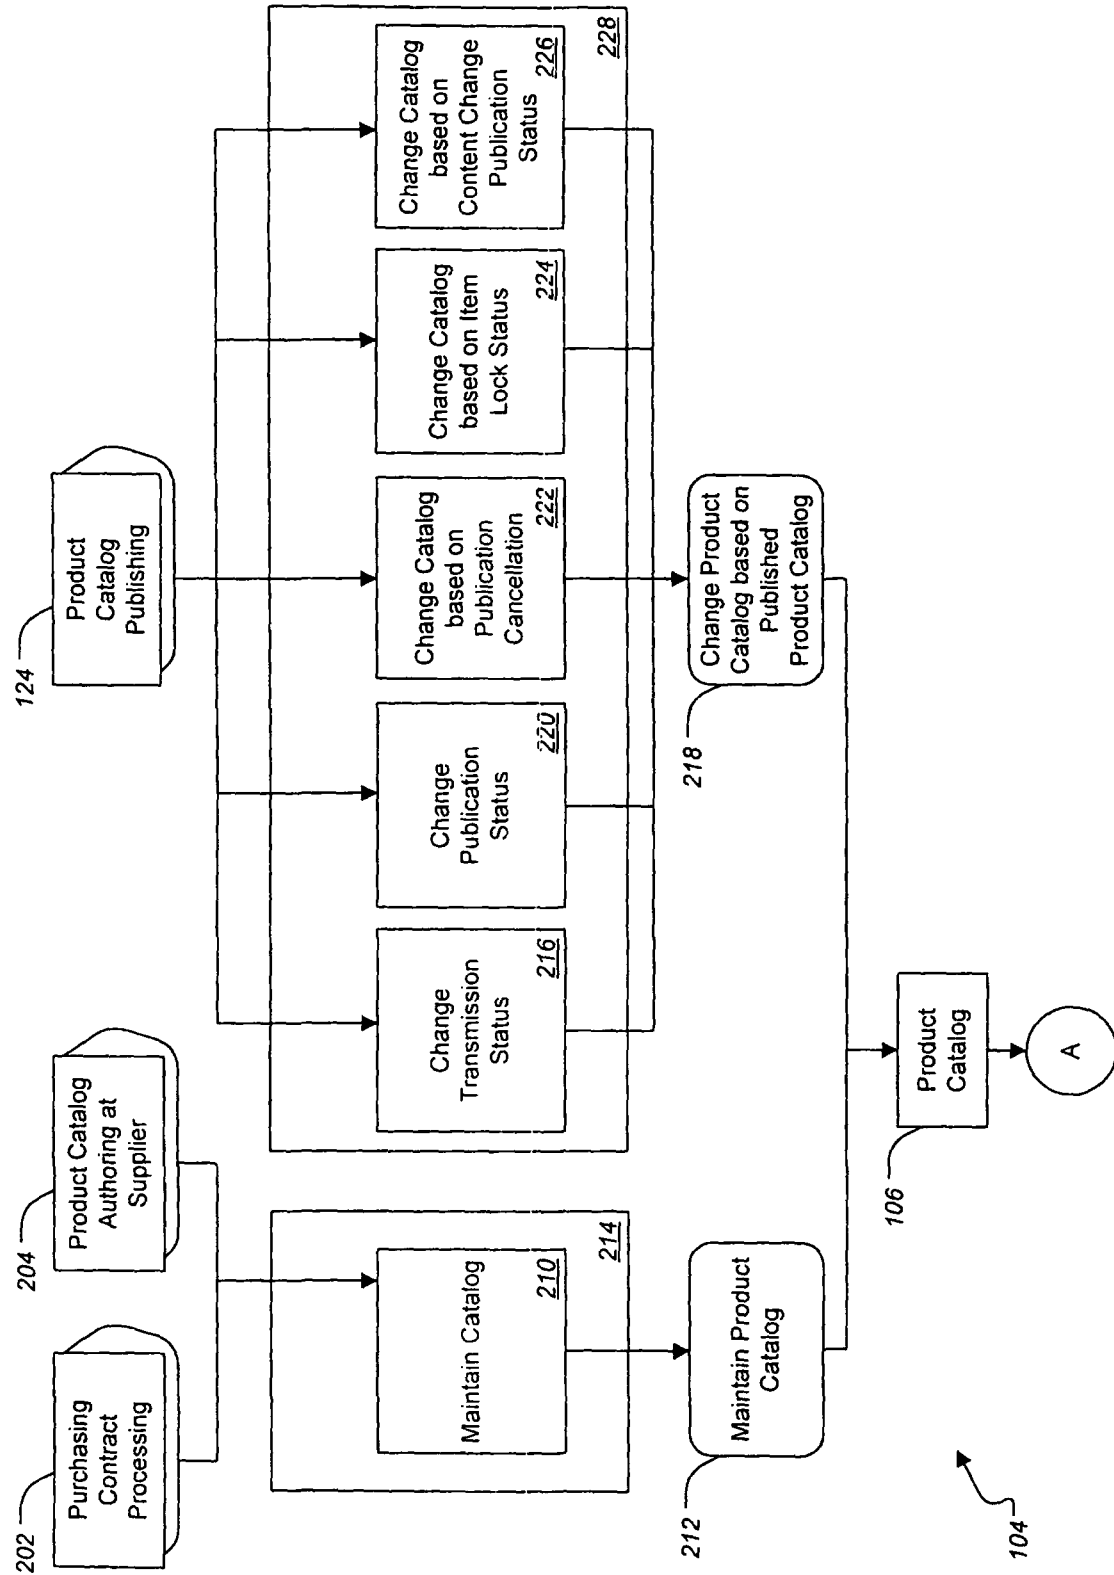 202
Purchasing
Contract
Processing
204
Product Catalog
Authoring at
Supplier
124
Product
Catalog
Publishing
Maintain Catalog
210
214
Change
Transmission
Status
216
Change
Publication
Status
220
Change Catalog
based on
Publication
Cancellation
222
Change Catalog
based on Item
Lock Status
224
Change Catalog
based on
Content Change
Publication
Status
226
228
212
Maintain Product
Catalog
218
Change Product
Catalog based on
Published
Product Catalog
106
Product
Catalog
A
104